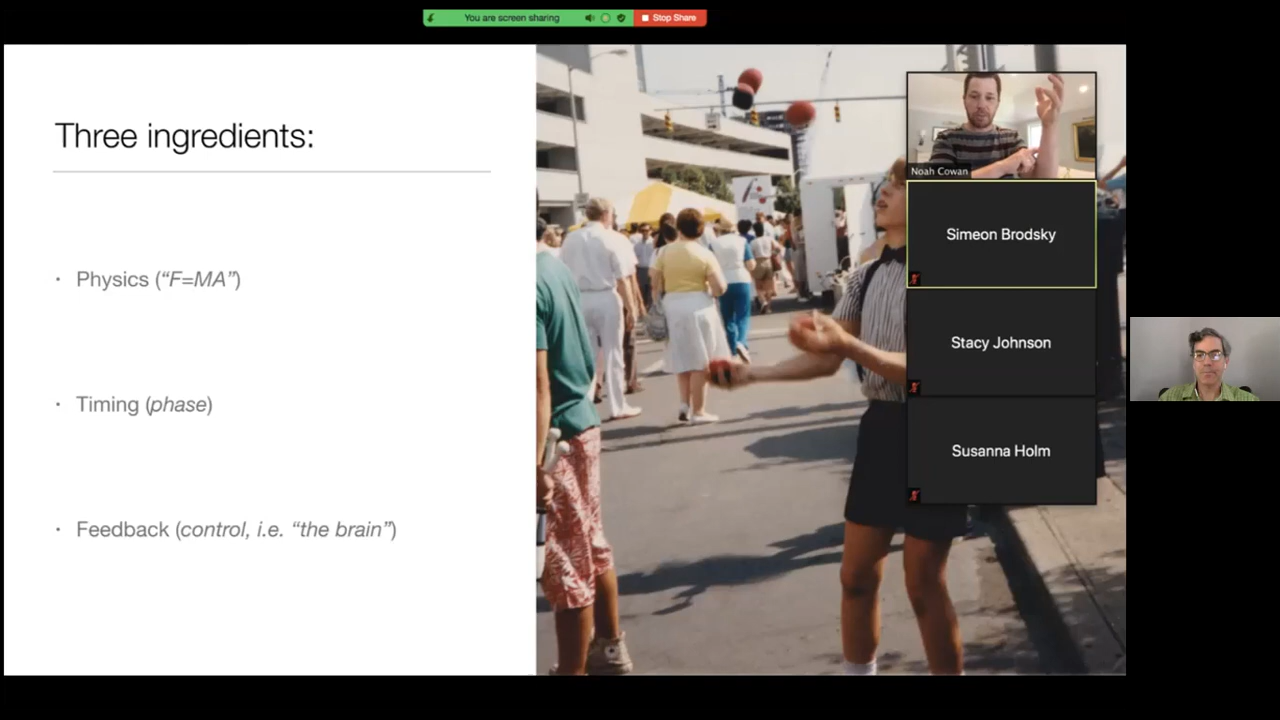 You are screen sharing
Stop Share
Three ingredients:
· Physics (“F=MA”)
· Timing (phase)
· Feedback (control, i.e. “the brain”)
Noah Cowan
Simeon Brodsky
Stacy Johnson
Susanna Holm